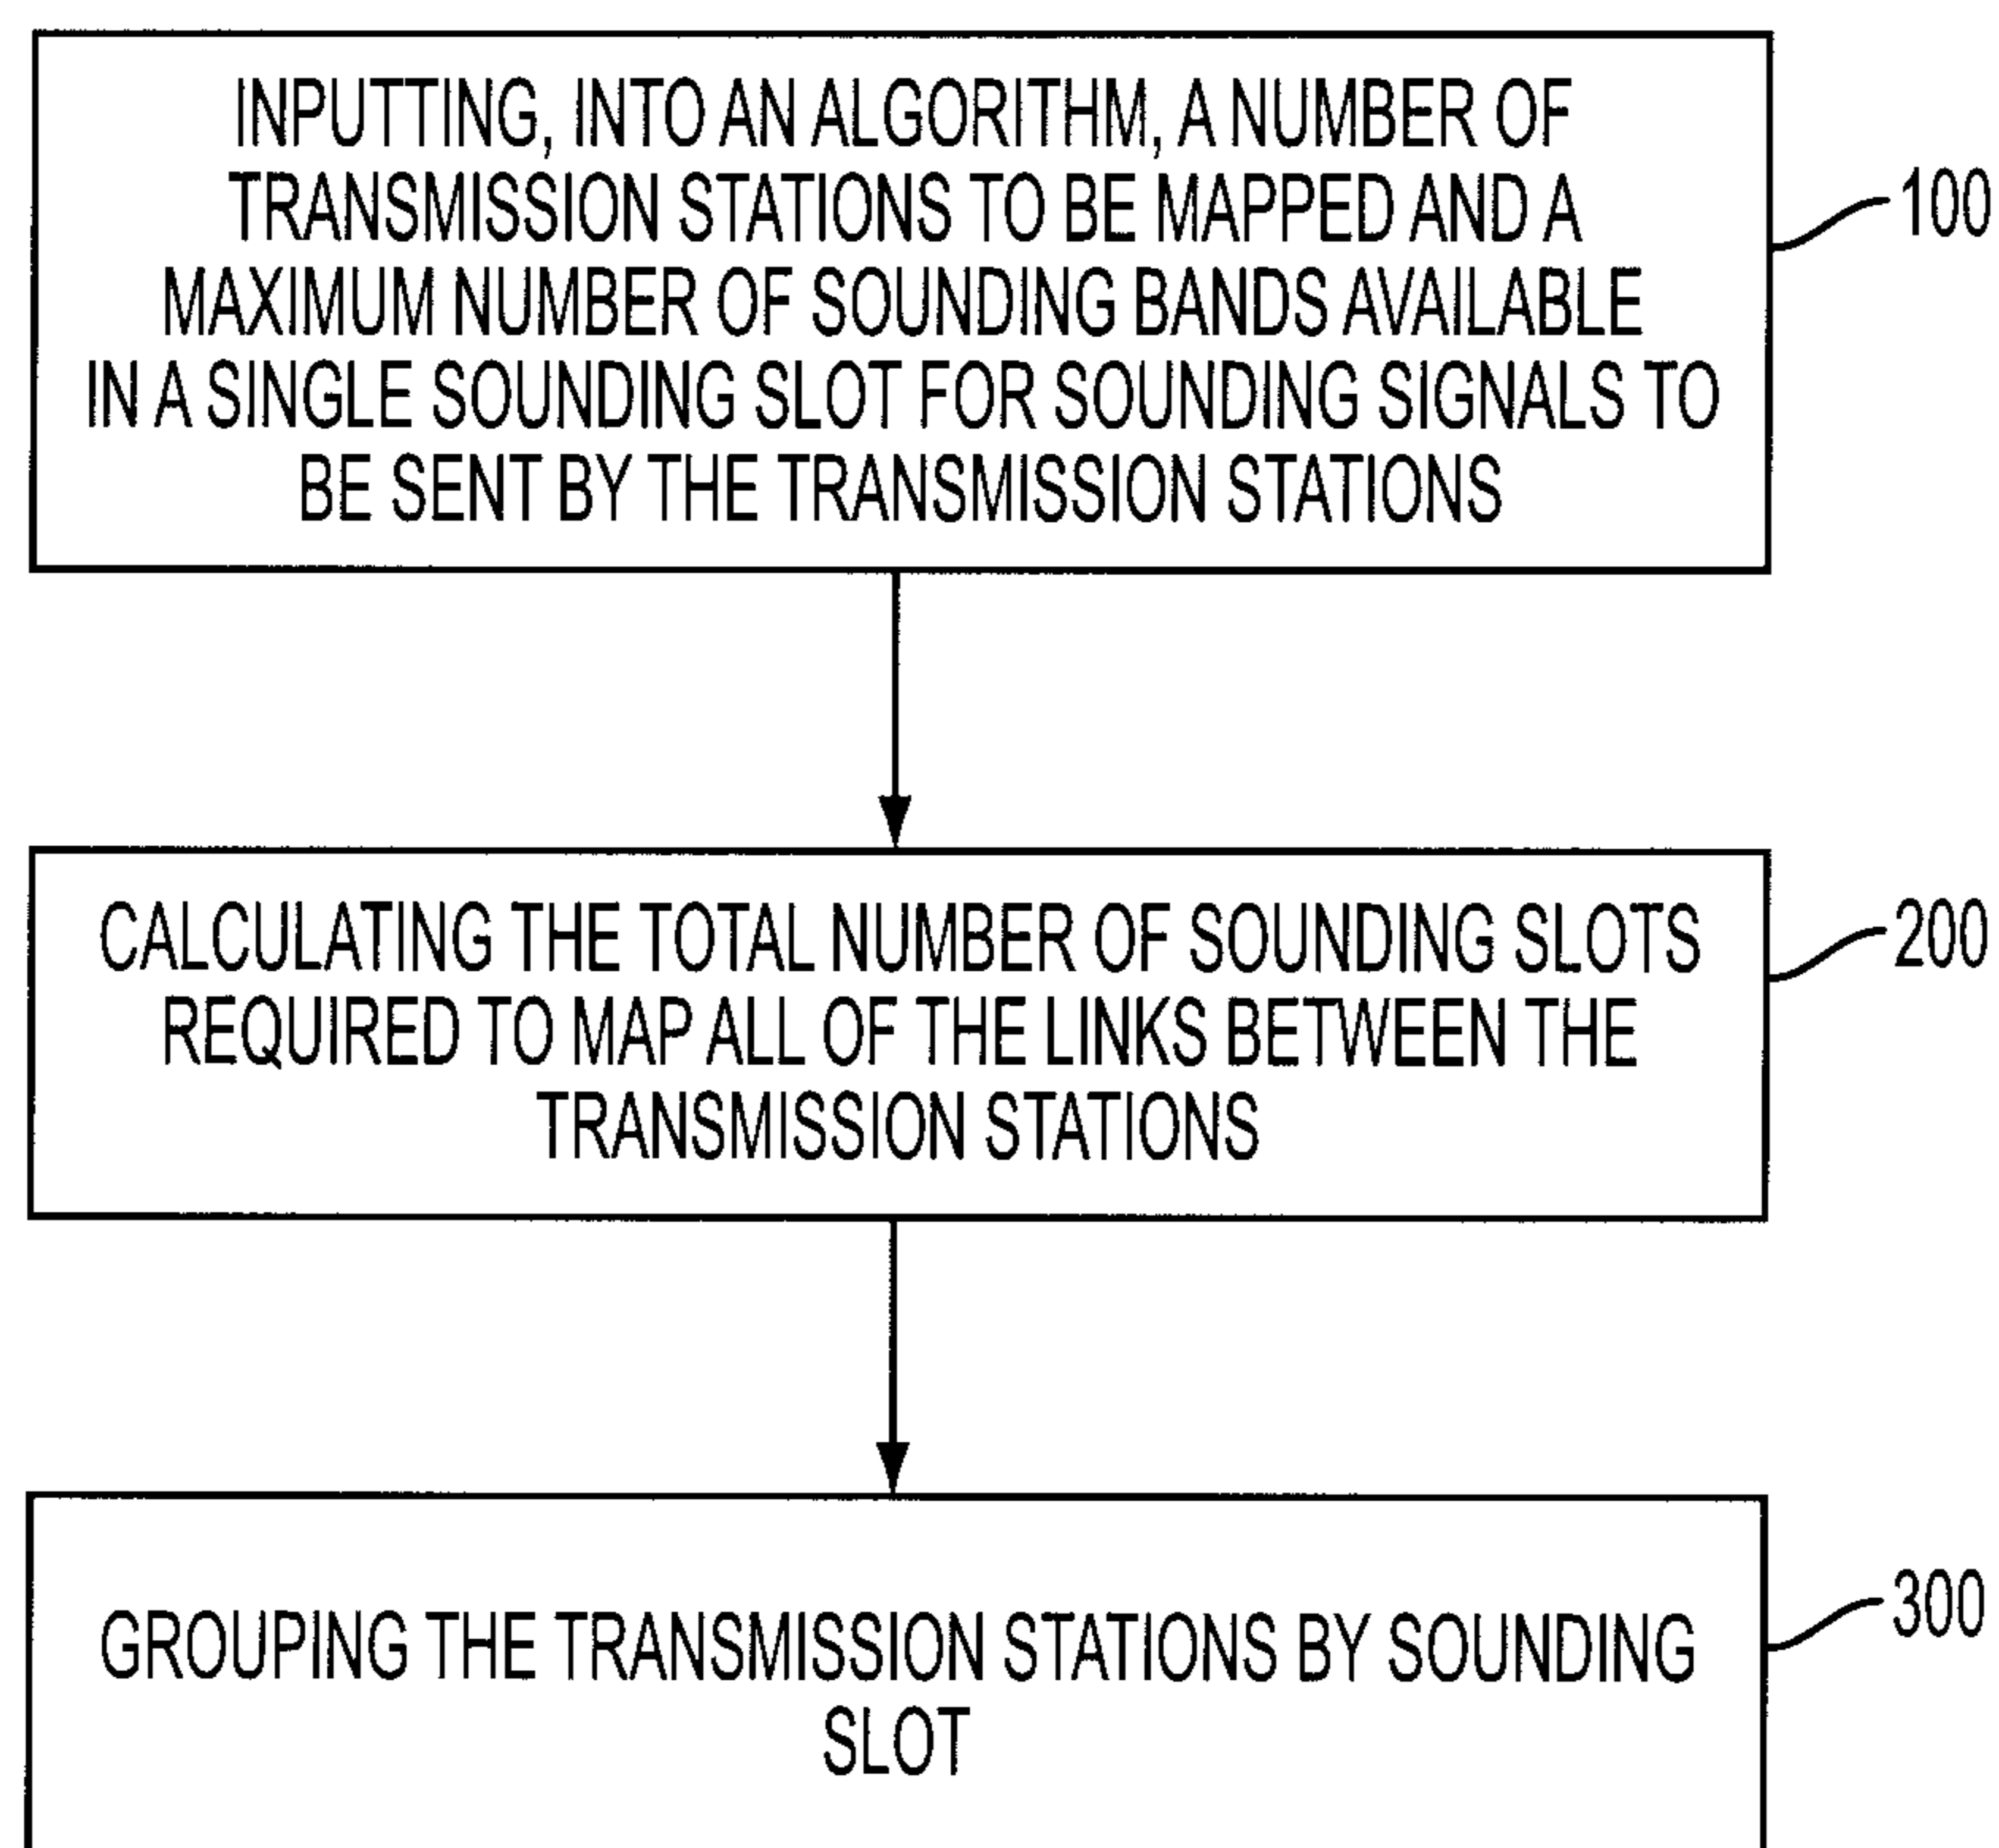 INPUTTING, INTO AN ALGORITHM, A NUMBER OF
TRANSMISSION STATIONS TO BE MAPPED AND A
MAXIMUM NUMBER OF SOUNDING BANDS AVAILABLE
IN A SINGLE SOUNDING SLOT FOR SOUNDING SIGNALS TO
BE SENT BY THE TRANSMISSION STATIONS
100
CALCULATING THE TOTAL NUMBER OF SOUNDING SLOTS
REQUIRED TO MAP ALL OF THE LINKS BETWEEN THE
TRANSMISSION STATIONS
200
GROUPING THE TRANSMISSION STATIONS BY SOUNDING
SLOT
300